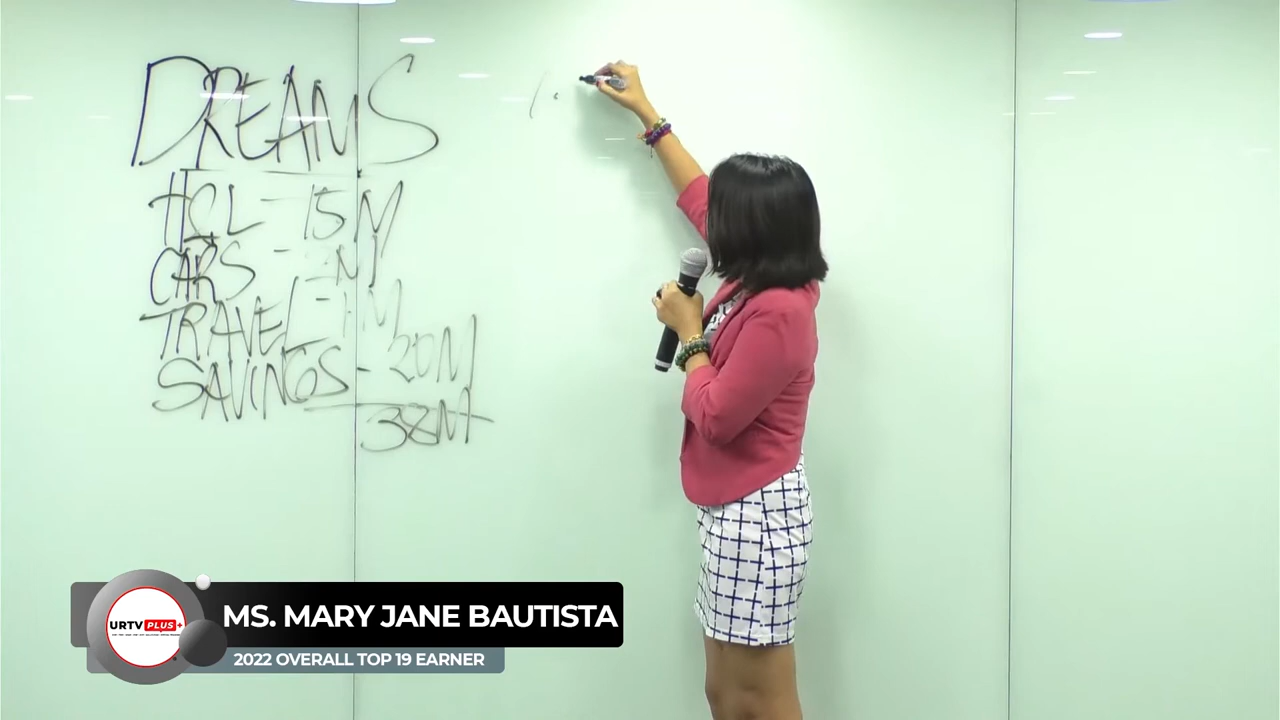 DREAMS
H&L - 15M
CARS - 2M
TRAVEL - 1M
SAVINGS - 20M
38M
1.
URTV PLUS+
MS. MARY JANE BAUTISTA
2022 OVERALL TOP 19 EARNER